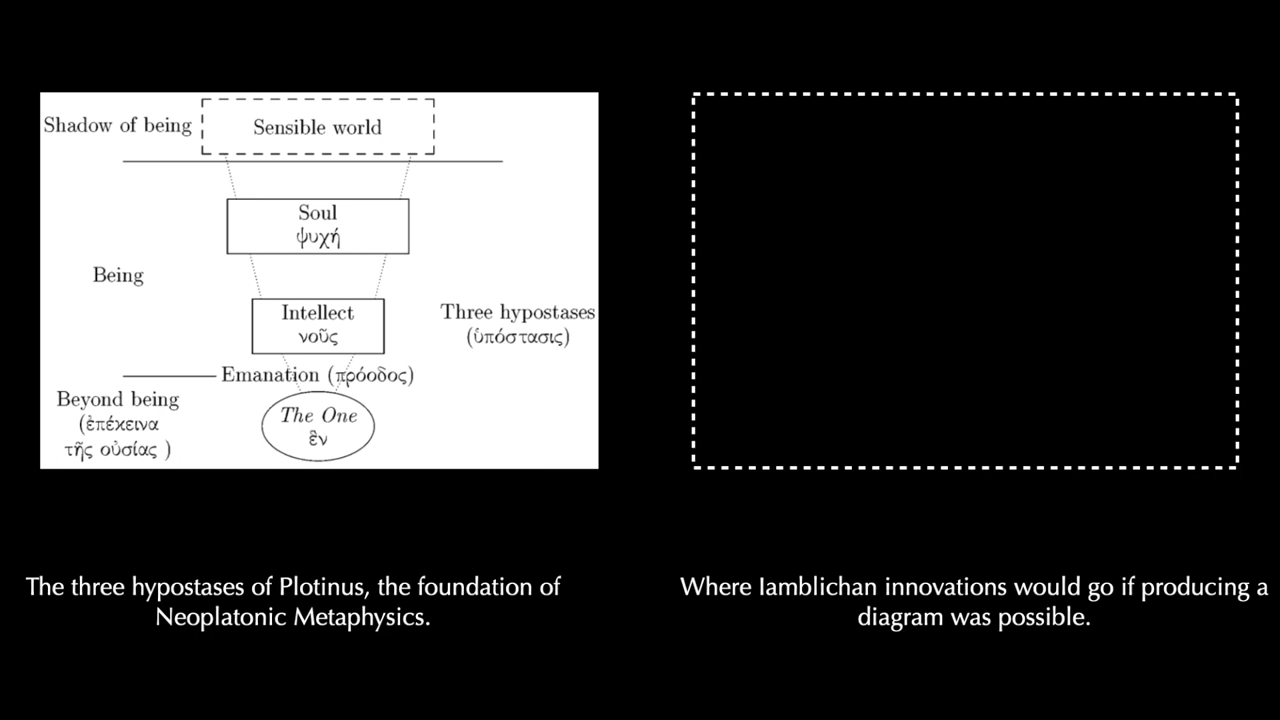 Shadow of being
Sensible world
Soul
ψυχή
Being
Intellect
νοῦς
Three hypostases
(ὑπόστασις)
Emanation (πρόοδος)
Beyond being
(ἐπέκεινα
τῆς οὐσίας )
The One
ἓν
The three hypostases of Plotinus, the foundation of
Neoplatonic Metaphysics.
Where Iamblichan innovations would go if producing a
diagram was possible.